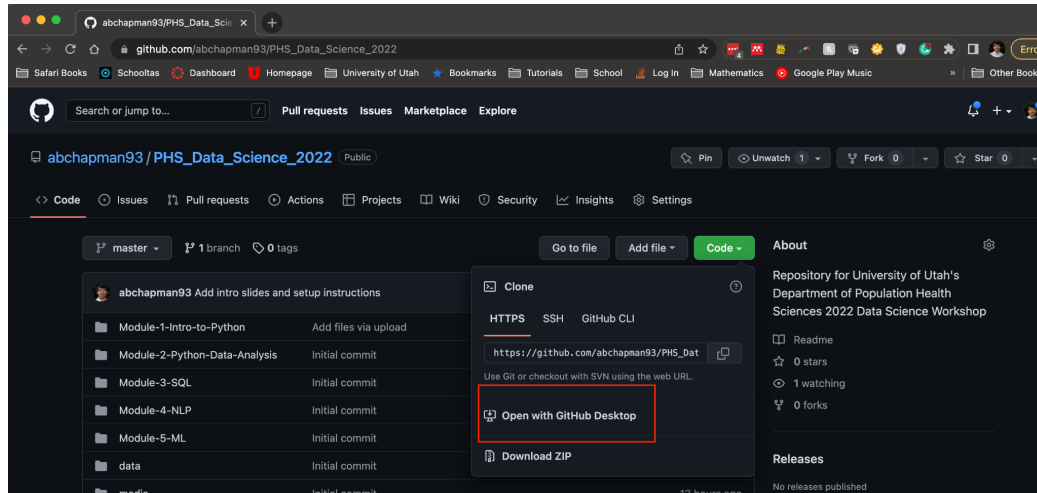 abchapman93/PHS_Data_Scie
github.com/abchapman93/PHS_Data_Science_2022
4
Erro
Safari Books Schooltas Dashboard Homepage University of Utah Bookmarks Tutorials School Log In Mathematics Google Play Music » Other Book
Search or jump to... / Pull requests Issues Marketplace Explore
abchapman93 / PHS_Data_Science_2022 Public
Pin Unwatch 1 Fork 0 Star 0
<> Code Issues Pull requests Actions Projects Wiki Security Insights Settings
master 1 branch 0 tags Go to file Add file Code
abchapman93 Add intro slides and setup instructions
Module-1-Intro-to-Python Add files via upload
Module-2-Python-Data-Analysis Initial commit
Module-3-SQL Initial commit
Module-4-NLP Initial commit
Module-5-ML Initial commit
data Initial commit
Clone
HTTPS SSH GitHub CLI
https://github.com/abchapman93/PHS_Dat
Use Git or checkout with SVN using the web URL.
Open with GitHub Desktop
Download ZIP
About
Repository for University of Utah's
Department of Population Health
Sciences 2022 Data Science Workshop
Readme
0 stars
1 watching
0 forks
Releases
No releases published